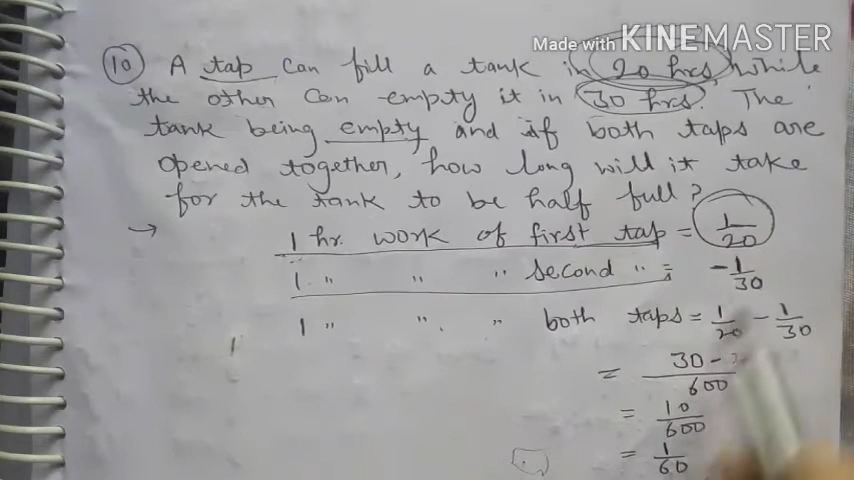 Made with KINEMASTER
10 A tap can fill a tank in 20 hrs, while
the other can empty it in 30 hrs. The
tank being empty and if both taps are
opened together, how long will it take
for the tank to be half full?
→ 1 hr. work of first tap = 1/20
1 " " " second " = -1/30
1 " " " both taps = 1/20 - 1/30
= 30 - /600
= 10/600
= 1/60